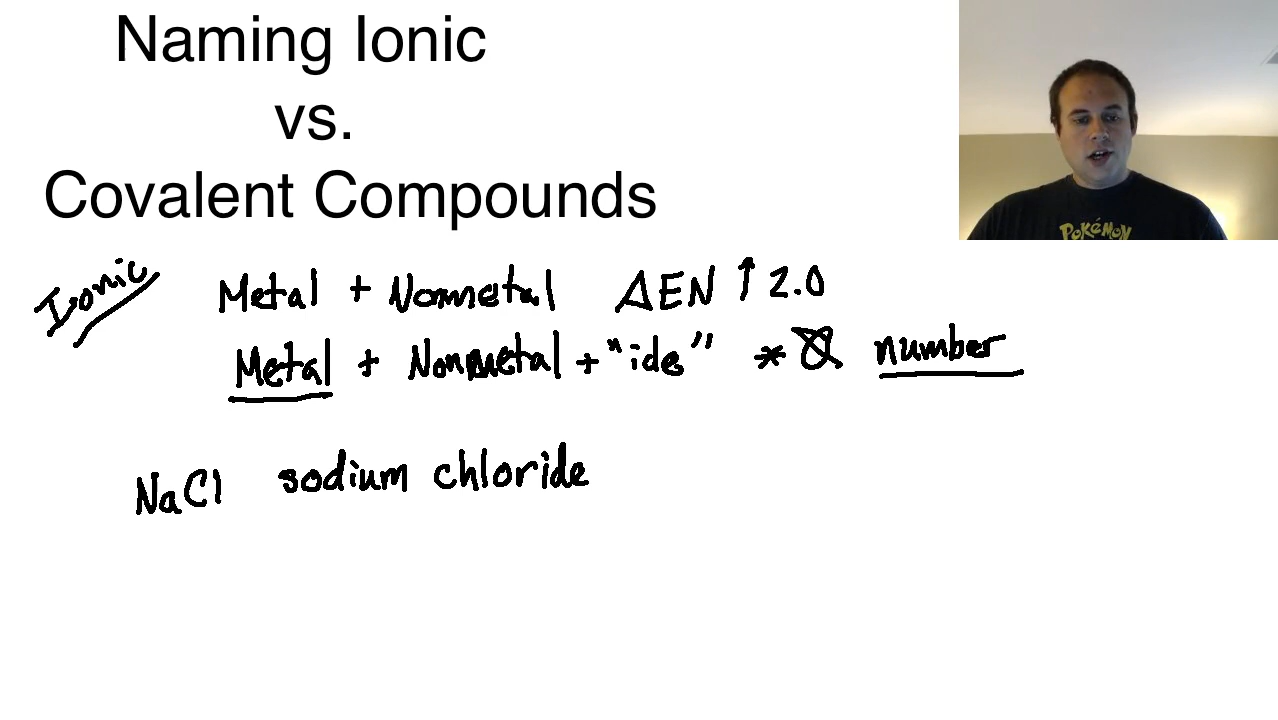 Naming Ionic
vs.
Covalent Compounds
POKéMON
Ionic Metal + Nonmetal ΔEN ↑ 2.0
Metal + Nonmetal + "ide" * number
NaCl sodium chloride